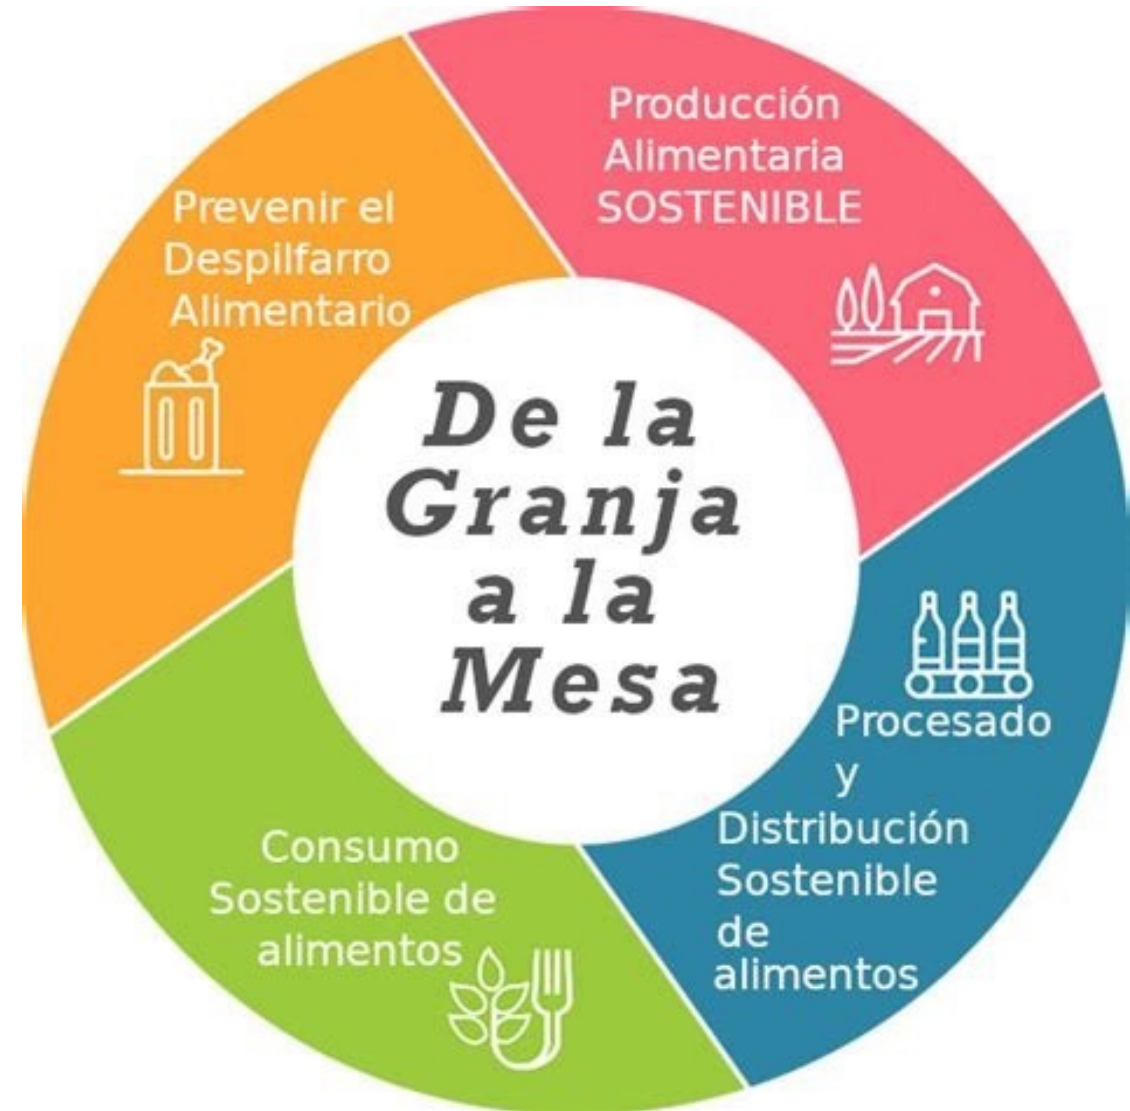 Producción
Alimentaria
SOSTENIBLE
Prevenir el
Despilfarro
Alimentario
De la
Granja
a la
Mesa
Procesado
y
Distribución
Sostenible
de
alimentos
Consumo
Sostenible de
alimentos